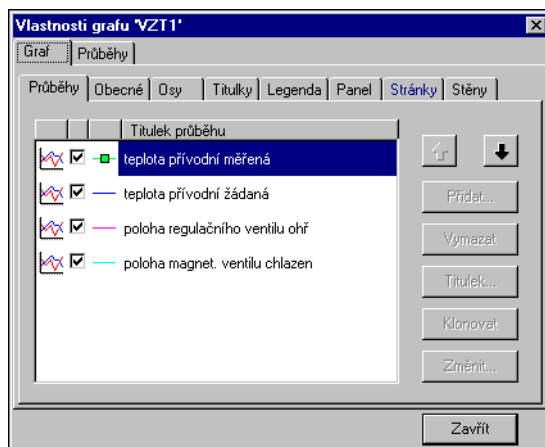 Vlastnosti grafu 'VZT1'
Graf Průběhy
Průběhy Obecné Osy Titulky Legenda Panel Stránky Stěny
Titulek průběhu
teplota přívodní měřená
teplota přívodní žádaná
poloha regulačního ventilu ohř
poloha magnet. ventilu chlazen
Přidat...
Vymazat
Titulek...
Klonovat
Změnit...
Zavřít